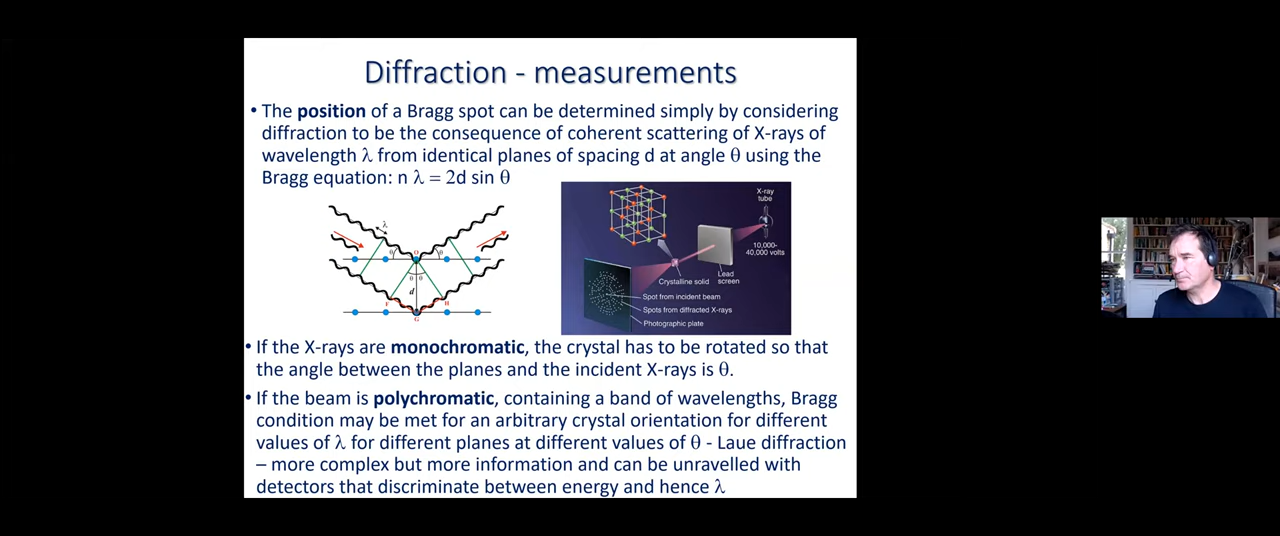 Diffraction - measurements
• The position of a Bragg spot can be determined simply by considering
diffraction to be the consequence of coherent scattering of X-rays of
wavelength λ from identical planes of spacing d at angle θ using the
Bragg equation: n λ = 2d sin θ
λ
θ
O
θ
θ
θ
d
F
H
G
X-ray
tube
10,000-
40,000 volts
Lead
screen
Crystalline solid
Spot from incident beam
Spots from diffracted X-rays
Photographic plate
• If the X-rays are monochromatic, the crystal has to be rotated so that
the angle between the planes and the incident X-rays is θ.
• If the beam is polychromatic, containing a band of wavelengths, Bragg
condition may be met for an arbitrary crystal orientation for different
values of λ for different planes at different values of θ - Laue diffraction
– more complex but more information and can be unravelled with
detectors that discriminate between energy and hence λ